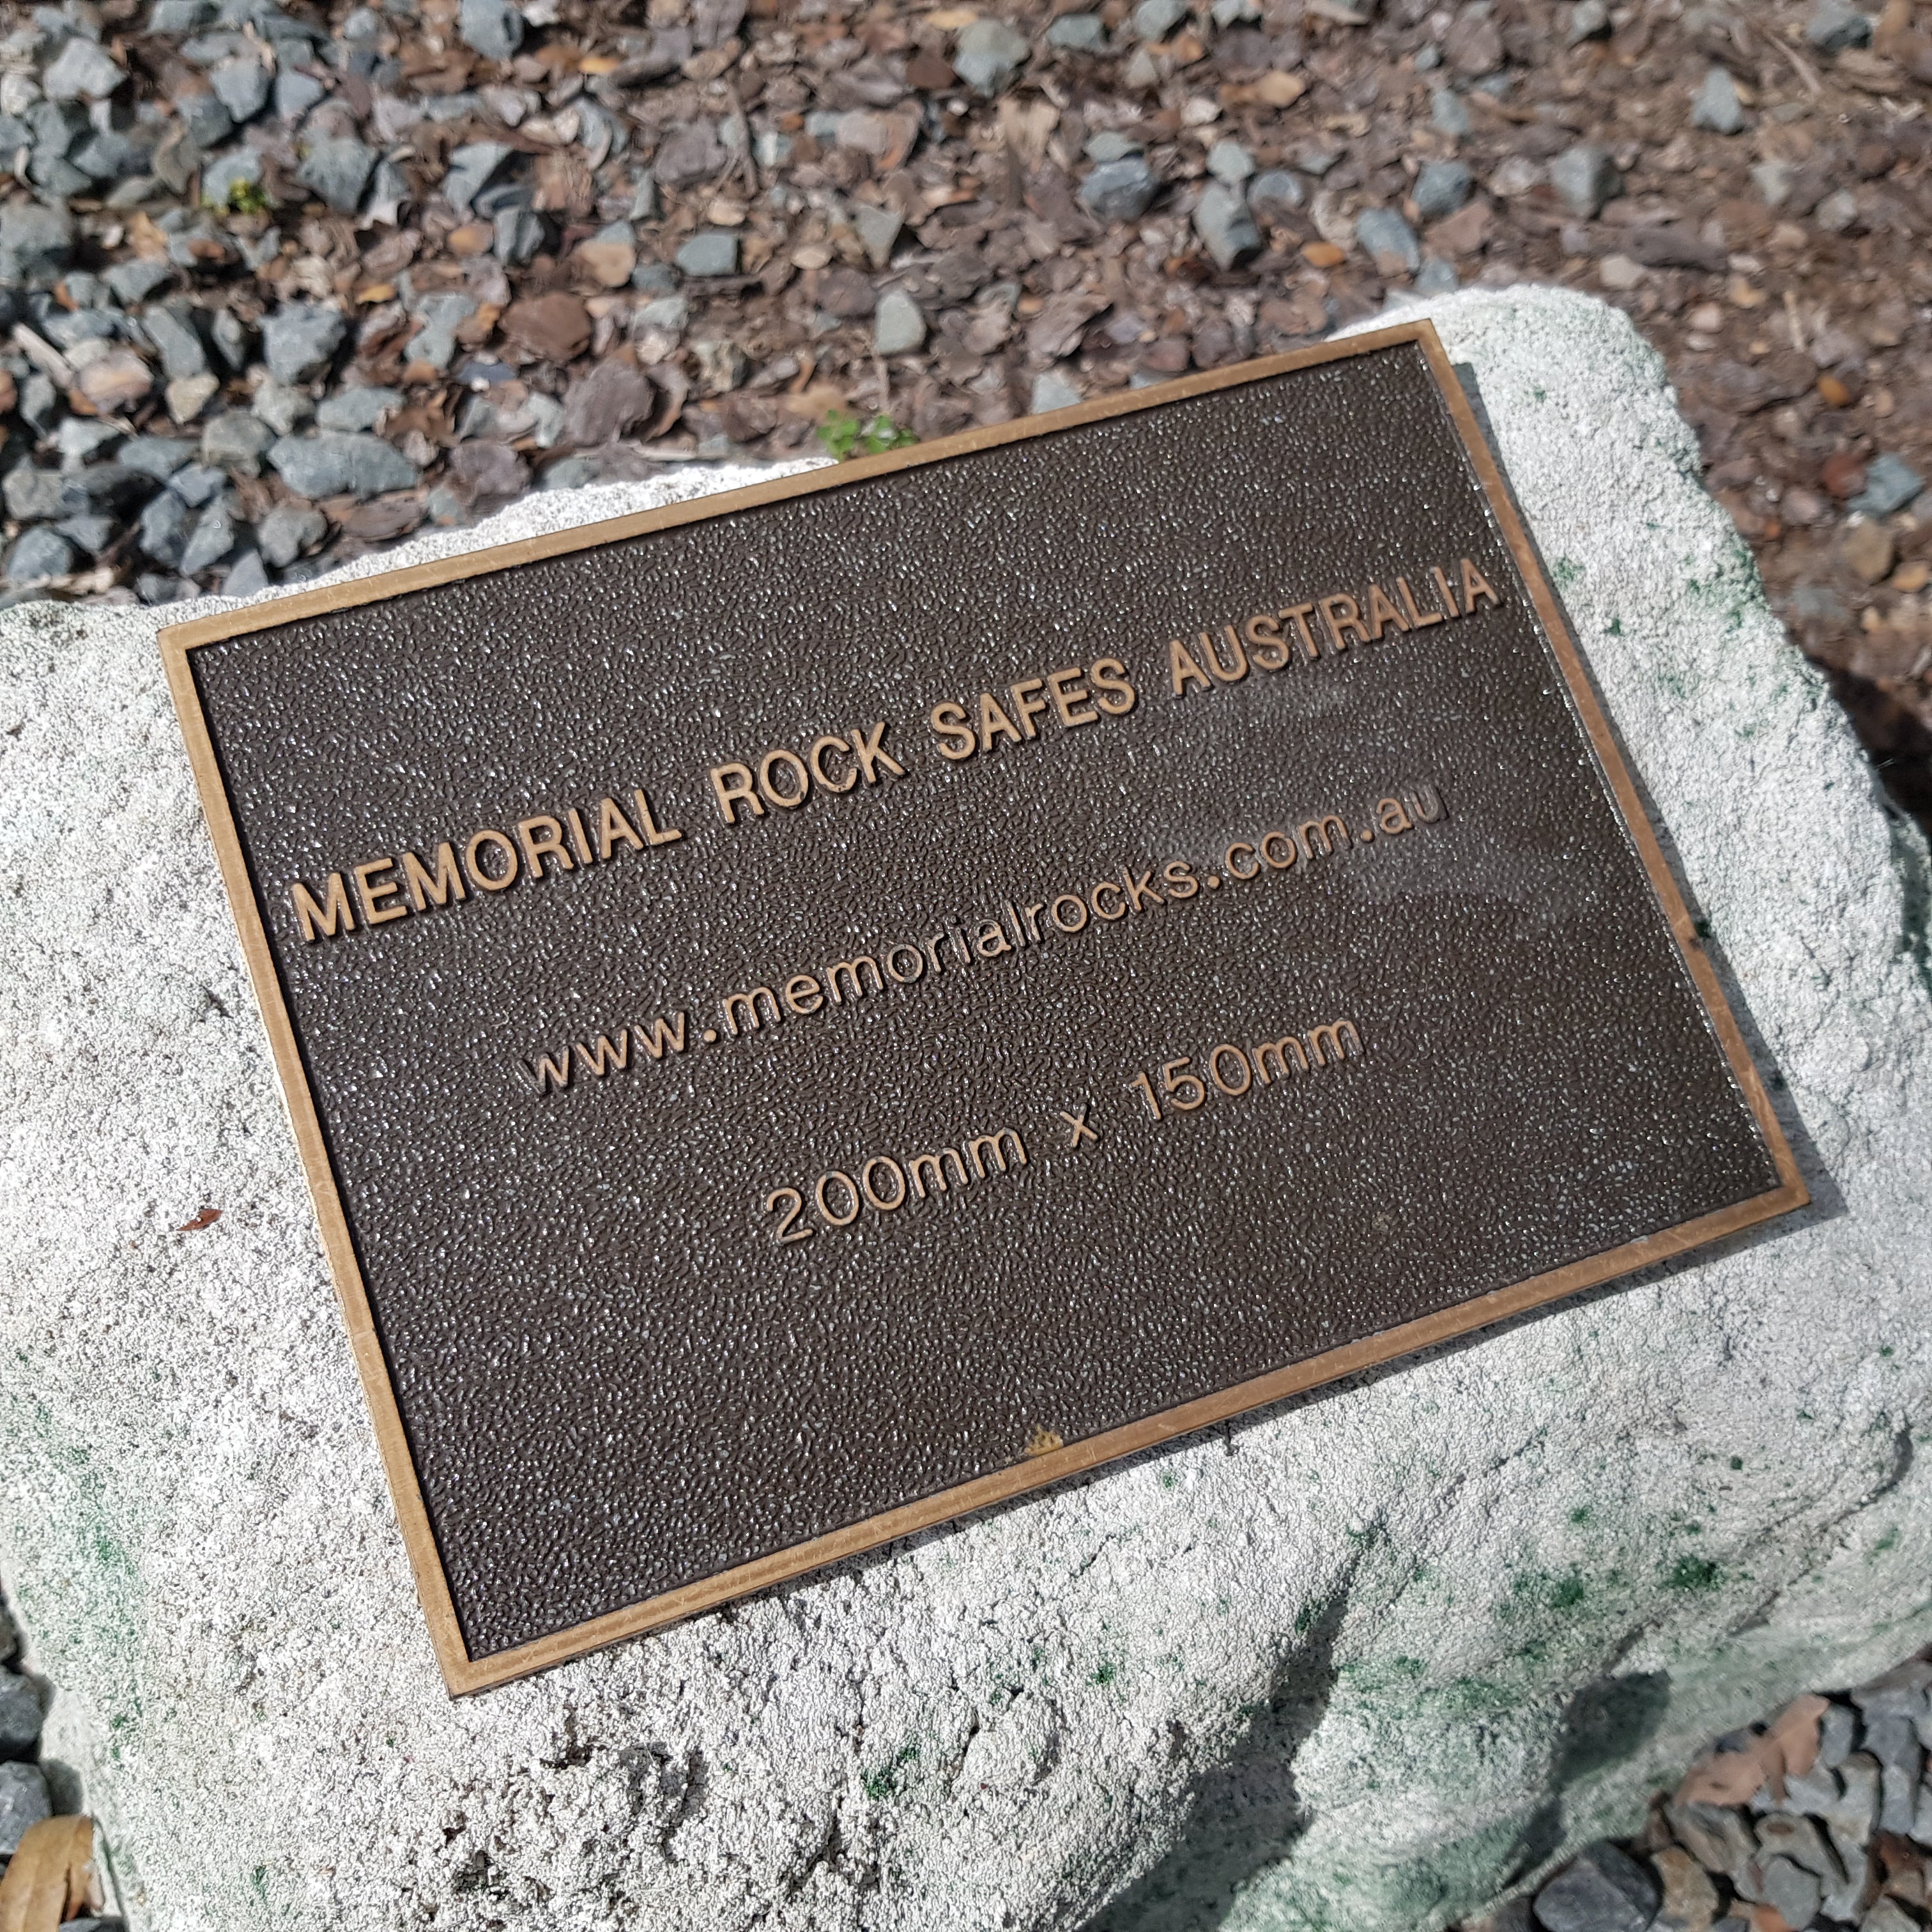 MEMORIAL ROCK SAFES AUSTRALIA
www.memorialrocks.com.au
200mm x 150mm